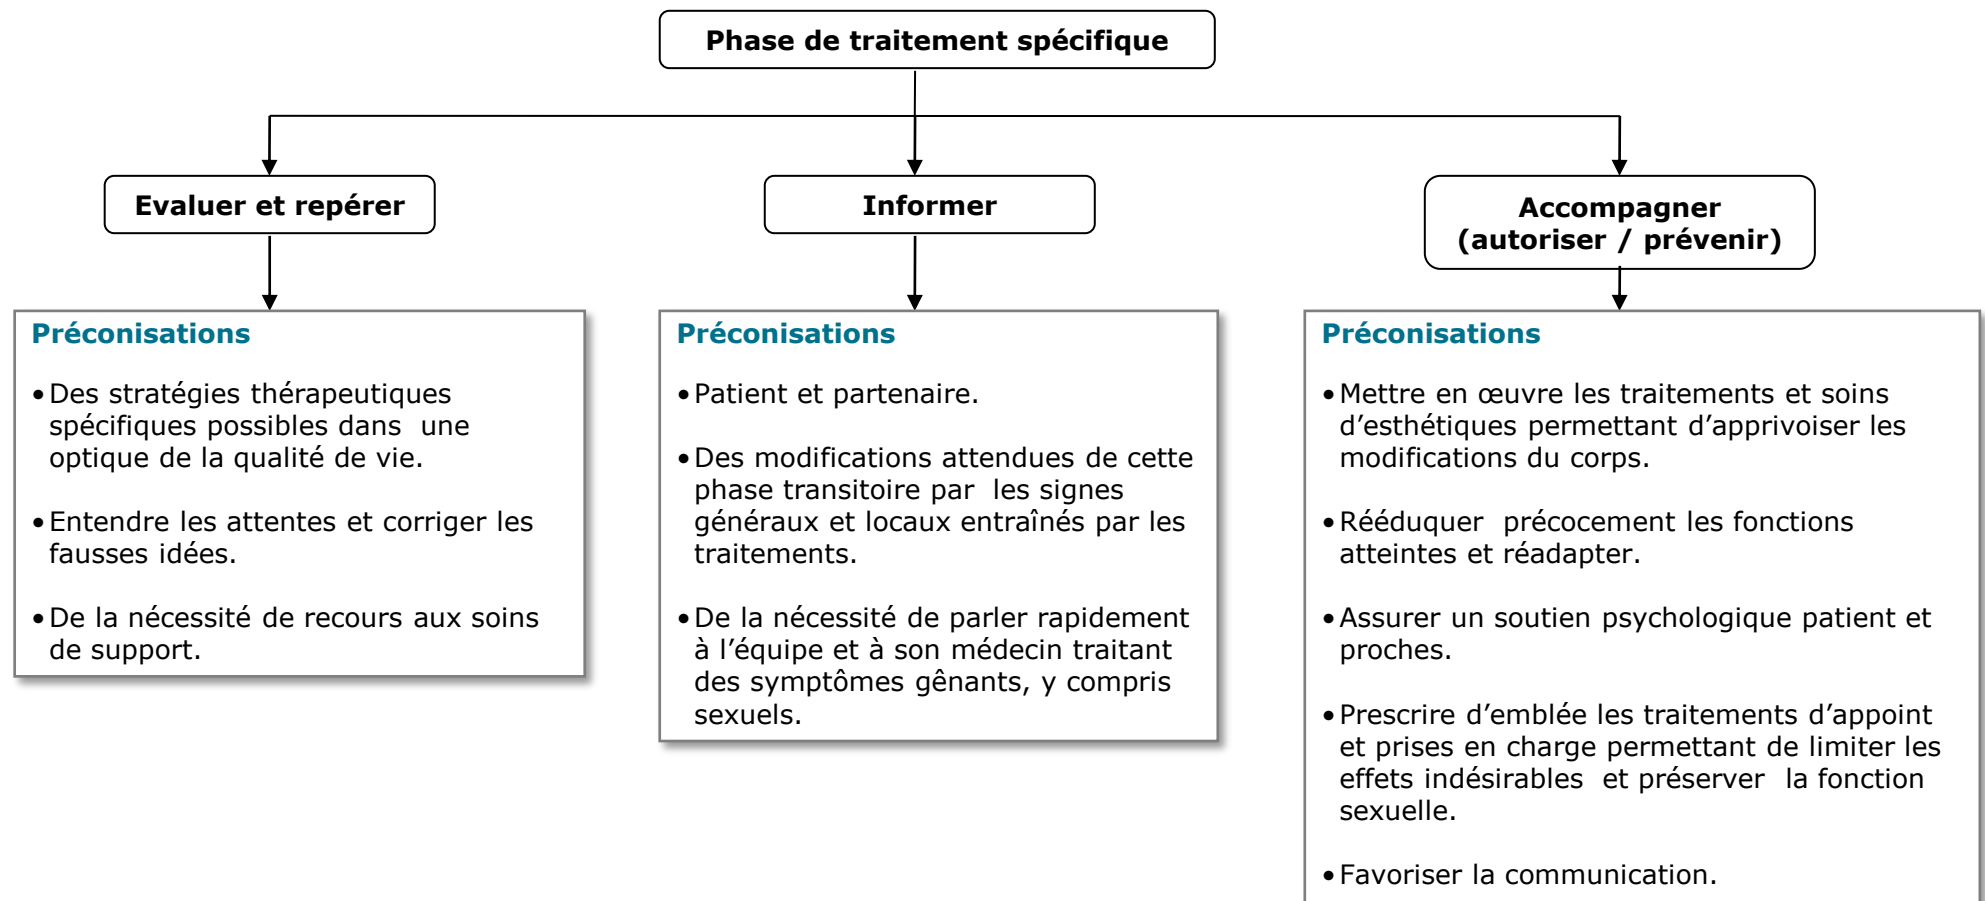 Phase de traitement spécifique
Evaluer et repérer
Préconisations
•Des stratégies thérapeutiques
spécifiques possibles dans une
optique de la qualité de vie.
•Entendre les attentes et corriger les
fausses idées.
•De la nécessité de recours aux soins
de support.
Informer
Préconisations
•Patient et partenaire.
•Des modifications attendues de cette
phase transitoire par les signes
généraux et locaux entraînés par les
traitements.
•De la nécessité de parler rapidement
à l’équipe et à son médecin traitant
des symptômes gênants, y compris
sexuels.
Accompagner
(autoriser / prévenir)
Préconisations
•Mettre en œuvre les traitements et soins
d’esthétiques permettant d’apprivoiser les
modifications du corps.
•Rééduquer précocement les fonctions
atteintes et réadapter.
•Assurer un soutien psychologique patient et
proches.
•Prescrire d’emblée les traitements d’appoint
et prises en charge permettant de limiter les
effets indésirables et préserver la fonction
sexuelle.
•Favoriser la communication.